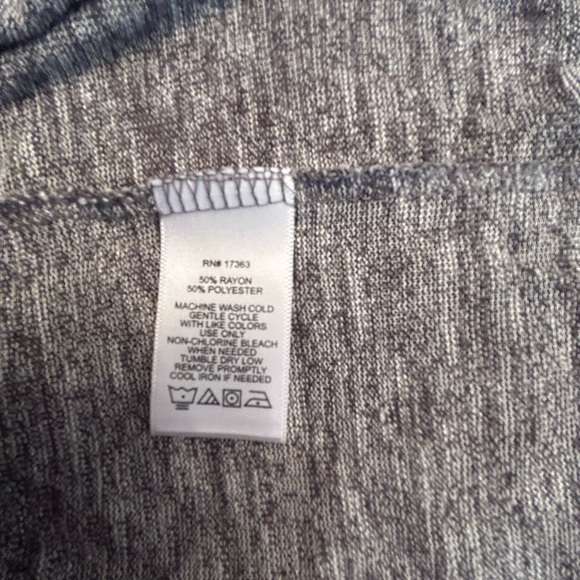 RN# 17363
50% RAYON
50% POLYESTER
MACHINE WASH COLD
GENTLE CYCLE
WITH LIKE COLORS
USE ONLY
NON-CHLORINE BLEACH
WHEN NEEDED
TUMBLE DRY LOW
REMOVE PROMPTLY
COOL IRON IF NEEDED